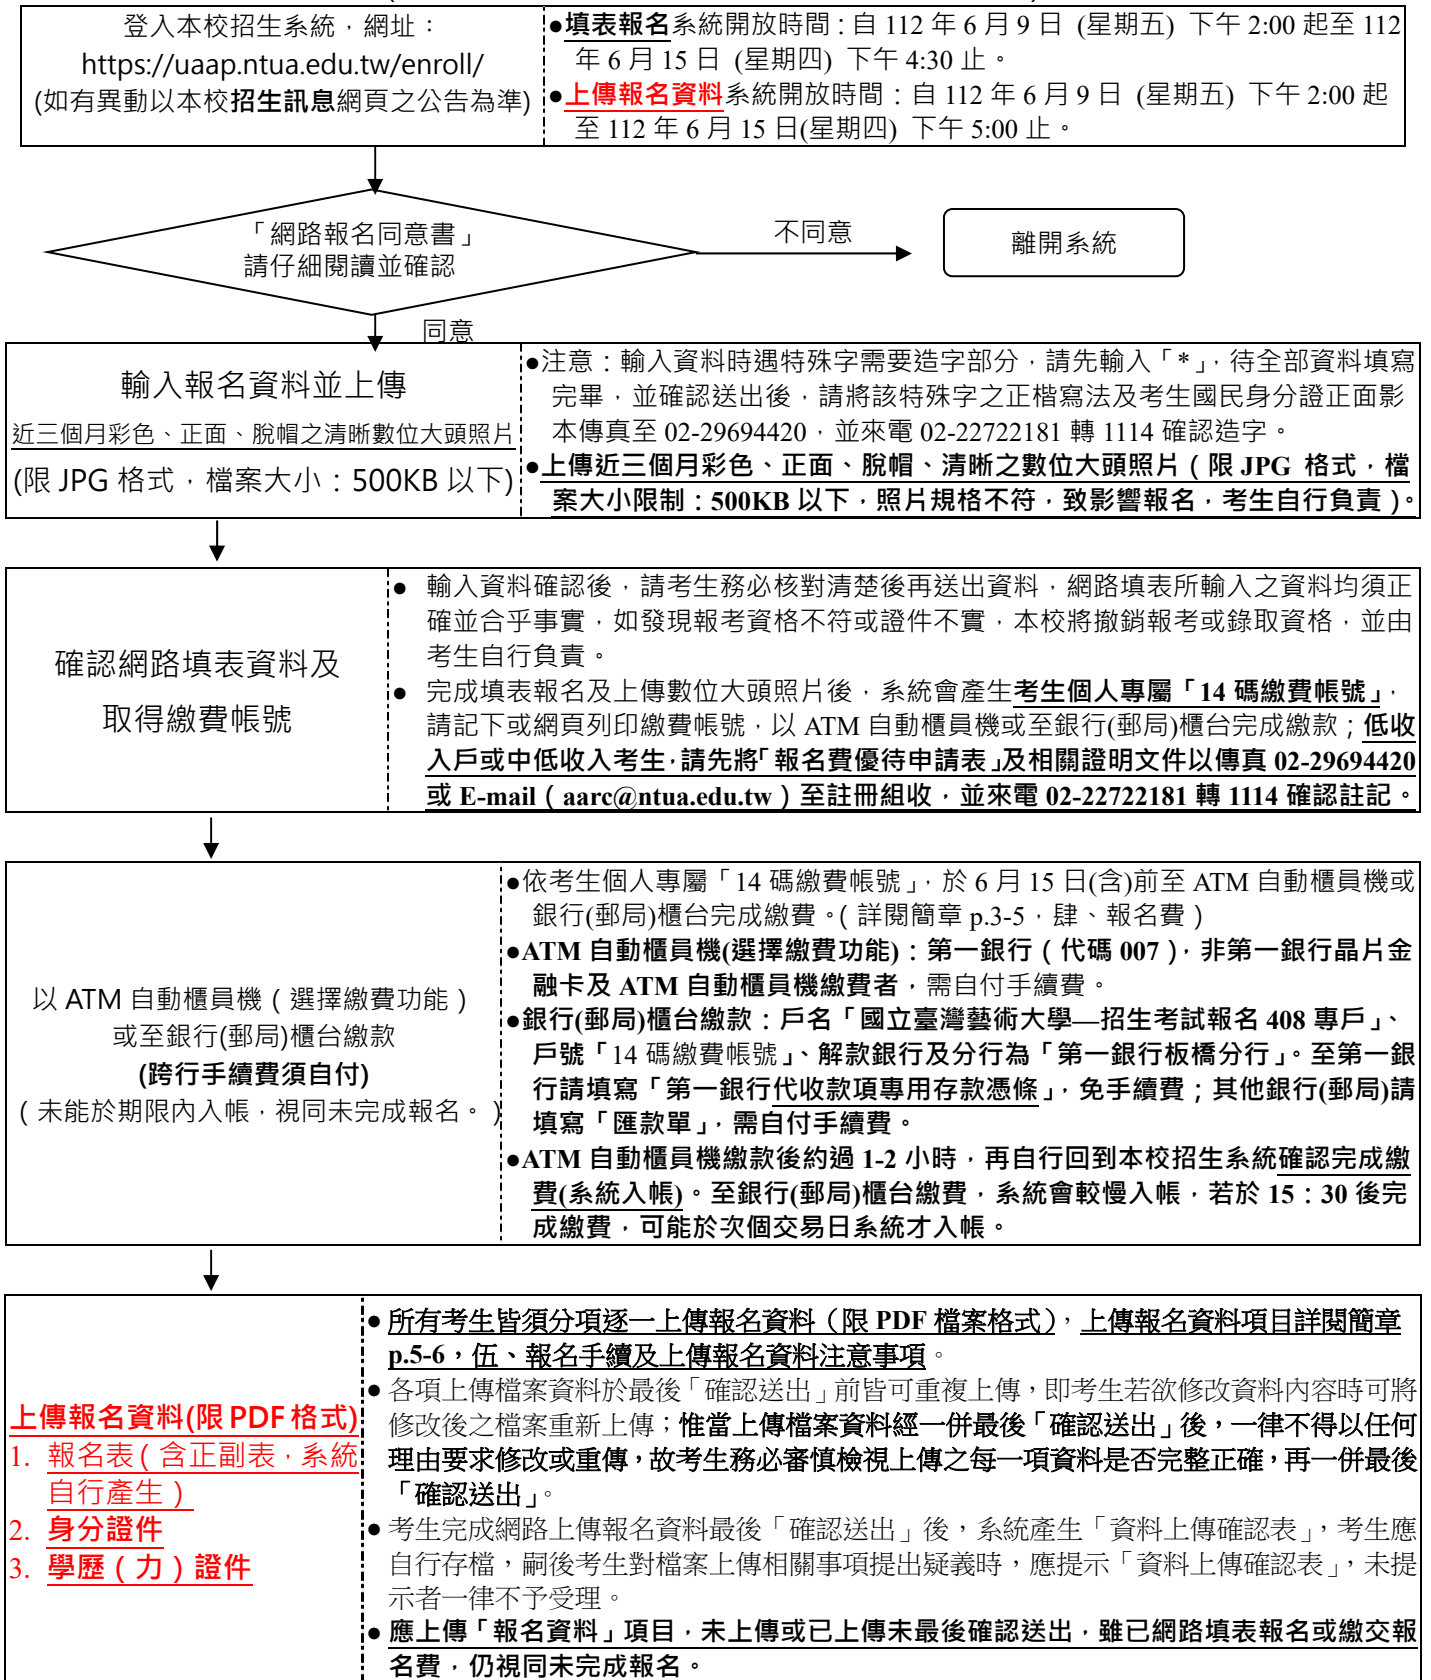 登入本校招生系統，網址：
https://uaap.ntua.edu.tw/enroll/
(如有異動以本校招生訊息網頁之公告為準)
●填表報名系統開放時間：自 112 年 6 月 9 日 (星期五) 下午 2:00 起至 112
年 6 月 15 日 (星期四) 下午 4:30 止。
●上傳報名資料系統開放時間：自 112 年 6 月 9 日 (星期五) 下午 2:00 起
至 112 年 6 月 15 日(星期四) 下午 5:00 止。
「網路報名同意書」
請仔細閱讀並確認
不同意
離開系統
同意
輸入報名資料並上傳
近三個月彩色、正面、脫帽之清晰數位大頭照片
(限 JPG 格式，檔案大小：500KB 以下)
●注意：輸入資料時遇特殊字需要造字部分，請先輸入「*」，待全部資料填寫
完畢，並確認送出後，請將該特殊字之正楷寫法及考生國民身分證正面影
本傳真至 02-29694420，並來電 02-22722181 轉 1114 確認造字。
●上傳近三個月彩色、正面、脫帽、清晰之數位大頭照片（限 JPG 格式，檔
案大小限制：500KB 以下，照片規格不符，致影響報名，考生自行負責）。
確認網路填表資料及
取得繳費帳號
● 輸入資料確認後，請考生務必核對清楚後再送出資料，網路填表所輸入之資料均須正
確並合乎事實，如發現報考資格不符或證件不實，本校將撤銷報考或錄取資格，並由
考生自行負責。
● 完成填表報名及上傳數位大頭照片後，系統會產生考生個人專屬「14 碼繳費帳號」，
請記下或網頁列印繳費帳號，以 ATM 自動櫃員機或至銀行(郵局)櫃台完成繳款；低收
入戶或中低收入考生，請先將「報名費優待申請表」及相關證明文件以傳真 02-29694420
或 E-mail（aarc@ntua.edu.tw）至註冊組收，並來電 02-22722181 轉 1114 確認註記。
以 ATM 自動櫃員機（選擇繳費功能）
或至銀行(郵局)櫃台繳款
(跨行手續費須自付)
（未能於期限內入帳，視同未完成報名。）
●依考生個人專屬「14 碼繳費帳號」，於 6 月 15 日(含)前至 ATM 自動櫃員機或
銀行(郵局)櫃台完成繳費。（詳閱簡章 p.3-5，肆、報名費）
●ATM 自動櫃員機(選擇繳費功能)：第一銀行（代碼 007），非第一銀行晶片金
融卡及 ATM 自動櫃員機繳費者，需自付手續費。
●銀行(郵局)櫃台繳款：戶名「國立臺灣藝術大學—招生考試報名 408 專戶」、
戶號「14 碼繳費帳號」、解款銀行及分行為「第一銀行板橋分行」。至第一銀
行請填寫「第一銀行代收款項專用存款憑條」，免手續費；其他銀行(郵局)請
填寫「匯款單」，需自付手續費。
●ATM 自動櫃員機繳款後約過 1-2 小時，再自行回到本校招生系統確認完成繳
費(系統入帳)。至銀行(郵局)櫃台繳費，系統會較慢入帳，若於 15：30 後完
成繳費，可能於次個交易日系統才入帳。
上傳報名資料(限 PDF 格式)
1. 報名表（含正副表，系統
自行產生）
2. 身分證件
3. 學歷（力）證件
● 所有考生皆須分項逐一上傳報名資料（限 PDF 檔案格式），上傳報名資料項目詳閱簡章
p.5-6，伍、報名手續及上傳報名資料注意事項。
● 各項上傳檔案資料於最後「確認送出」前皆可重複上傳，即考生若欲修改資料內容時可將
修改後之檔案重新上傳；惟當上傳檔案資料經一併最後「確認送出」後，一律不得以任何
理由要求修改或重傳，故考生務必審慎檢視上傳之每一項資料是否完整正確，再一併最後
「確認送出」。
● 考生完成網路上傳報名資料最後「確認送出」後，系統產生「資料上傳確認表」，考生應
自行存檔，嗣後考生對檔案上傳相關事項提出疑義時，應提示「資料上傳確認表」，未提
示者一律不予受理。
● 應上傳「報名資料」項目，未上傳或已上傳未最後確認送出，雖已網路填表報名或繳交報
名費，仍視同未完成報名。